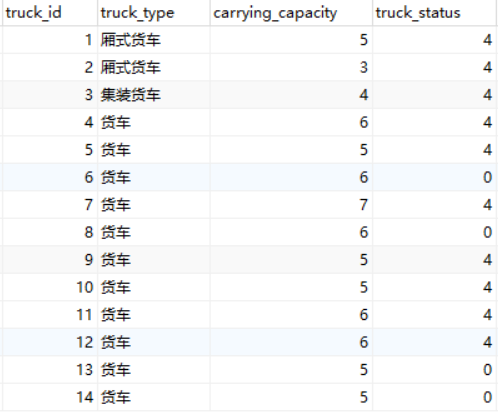 truck_id truck_type carrying_capacity truck_status
1 厢式货车 5 4
2 厢式货车 3 4
3 集装货车 4 4
4 货车 6 4
5 货车 5 4
6 货车 6 0
7 货车 7 4
8 货车 6 0
9 货车 5 4
10 货车 5 4
11 货车 6 4
12 货车 6 4
13 货车 5 0
14 货车 5 0